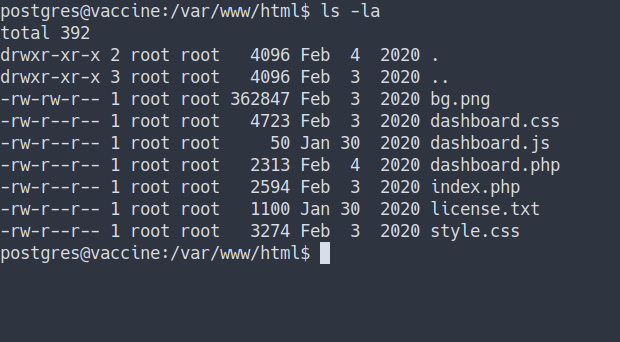 postgres@vaccine:/var/www/html$ ls -la
total 392
drwxr-xr-x 2 root root   4096 Feb  4  2020 .
drwxr-xr-x 3 root root   4096 Feb  3  2020 ..
-rw-rw-r-- 1 root root 362847 Feb  3  2020 bg.png
-rw-r--r-- 1 root root   4723 Feb  3  2020 dashboard.css
-rw-r--r-- 1 root root     50 Jan 30  2020 dashboard.js
-rw-r--r-- 1 root root   2313 Feb  4  2020 dashboard.php
-rw-r--r-- 1 root root   2594 Feb  3  2020 index.php
-rw-r--r-- 1 root root   1100 Jan 30  2020 license.txt
-rw-r--r-- 1 root root   3274 Feb  3  2020 style.css
postgres@vaccine:/var/www/html$